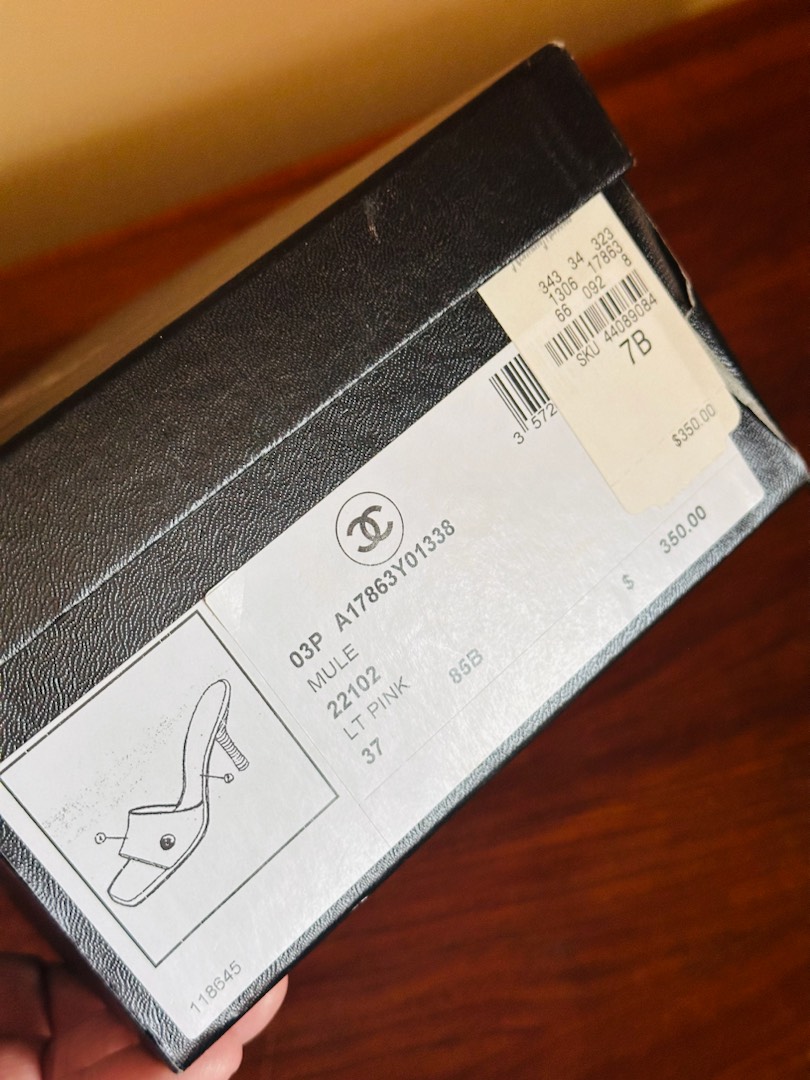 343 34 323
1306 17863
66 092 8
SKU 44089084
7B
$350.00
3 572
03P A17863Y01338
MULE
22102
LT PINK 86B
37
$ 350.00
118645